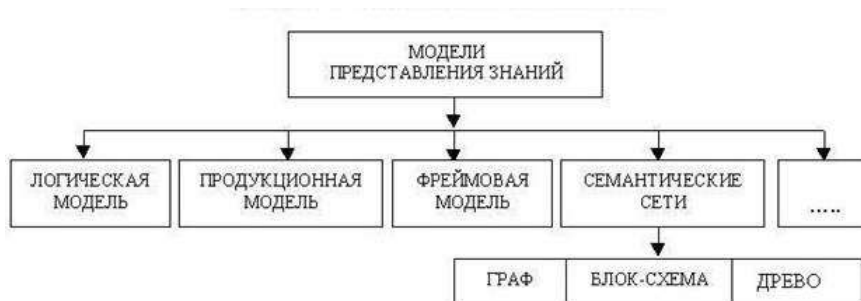 МОДЕЛИ
ПРЕДСТАВЛЕНИЯ ЗНАНИЙ
ЛОГИЧЕСКАЯ
МОДЕЛЬ
ПРОДУКЦИОННАЯ
МОДЕЛЬ
ФРЕЙМОВАЯ
МОДЕЛЬ
СЕМАНТИЧЕСКИЕ
СЕТИ
.....
ГРАФ
БЛОК-СХЕМА
ДРЕВО